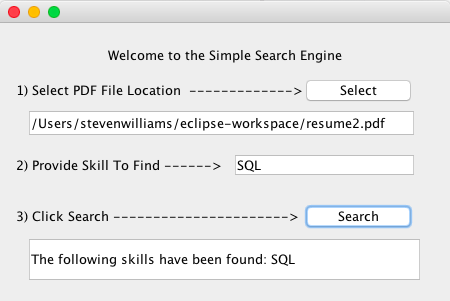 Welcome to the Simple Search Engine
1) Select PDF File Location -------------> Select
/Users/stevenwilliams/eclipse-workspace/resume2.pdf
2) Provide Skill To Find ------> SQL
3) Click Search ----------------------> Search
The following skills have been found: SQL